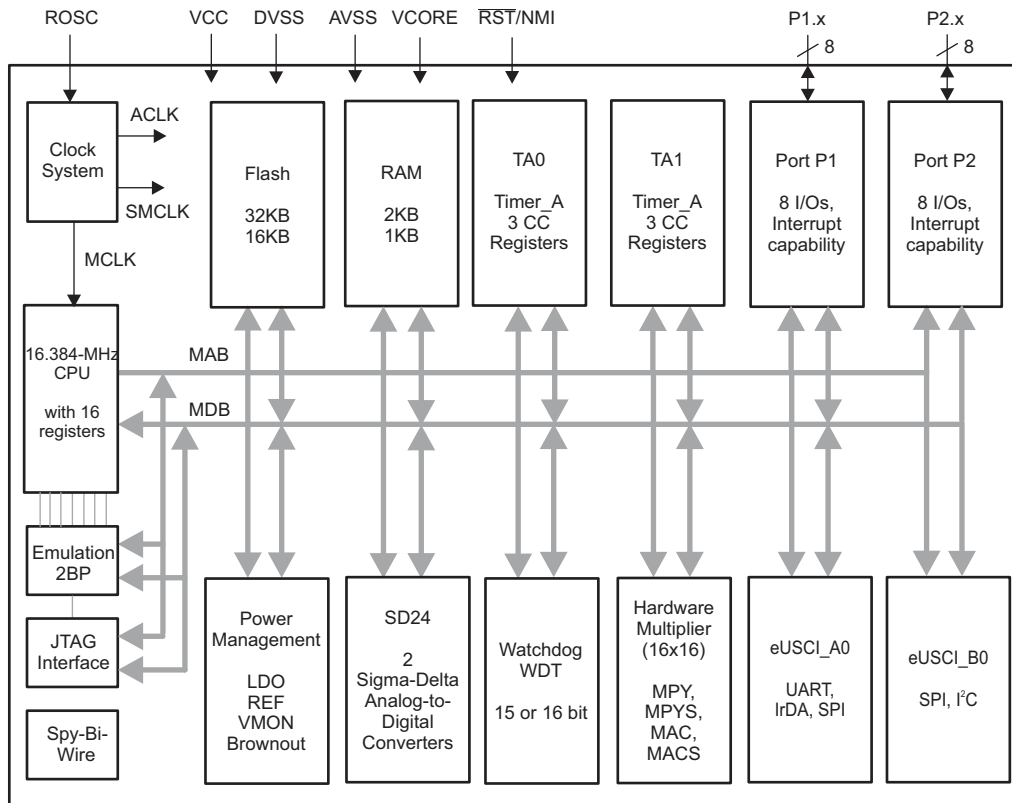 ROSC
VCC
DVSS
AVSS
VCORE
RST/NMI
P1.x
P2.x
8
8
Clock
System
ACLK
SMCLK
MCLK
Flash
32KB
16KB
RAM
2KB
1KB
TA0
Timer_A
3 CC
Registers
TA1
Timer_A
3 CC
Registers
Port P1
8 I/Os,
Interrupt
capability
Port P2
8 I/Os,
Interrupt
capability
16.384-MHz
CPU
with 16
registers
MAB
MDB
Emulation
2BP
JTAG
Interface
Spy-Bi-
Wire
Power
Management
LDO
REF
VMON
Brownout
SD24
2
Sigma-Delta
Analog-to-
Digital
Converters
Watchdog
WDT
15 or 16 bit
Hardware
Multiplier
(16x16)
MPY,
MPYS,
MAC,
MACS
eUSCI_A0
UART,
IrDA, SPI
eUSCI_B0
SPI, I²C